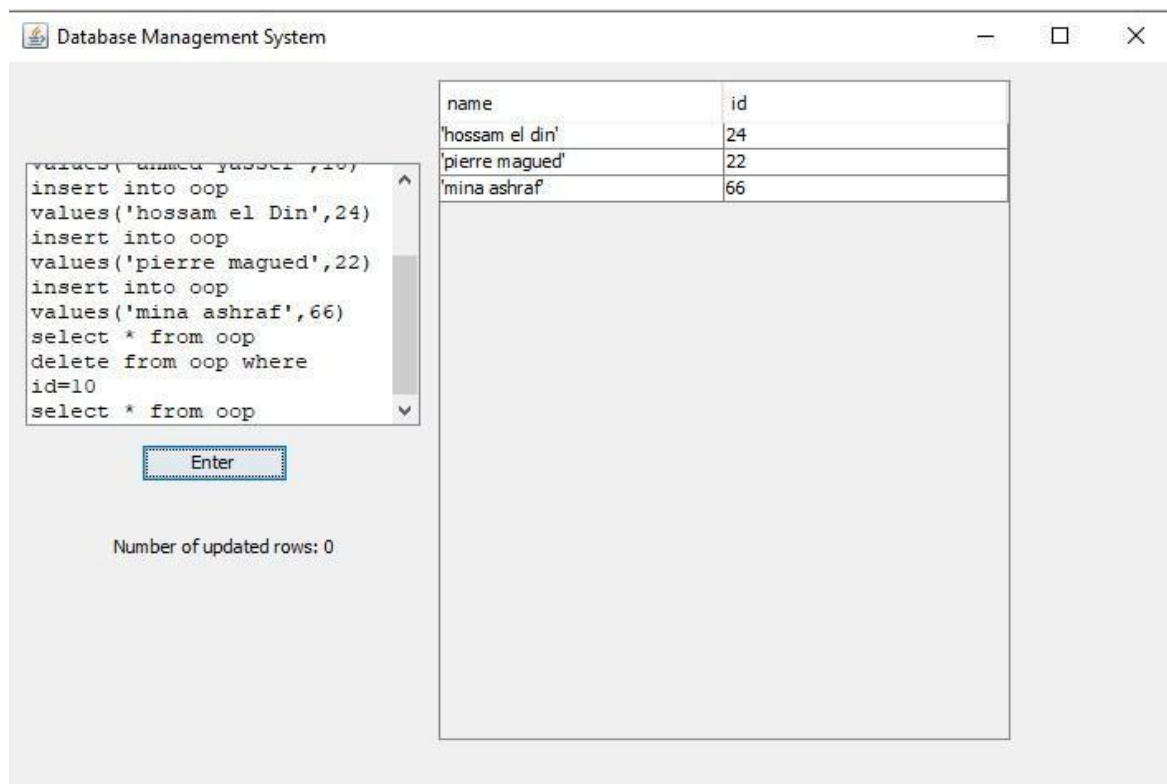 Database Management System
insert into oop
values('hossam el Din',24)
insert into oop
values('pierre magued',22)
insert into oop
values('mina ashraf',66)
select * from oop
delete from oop where
id=10
select * from oop
Enter
Number of updated rows: 0
name id
'hossam el din' 24
'pierre magued' 22
'mina ashraf' 66